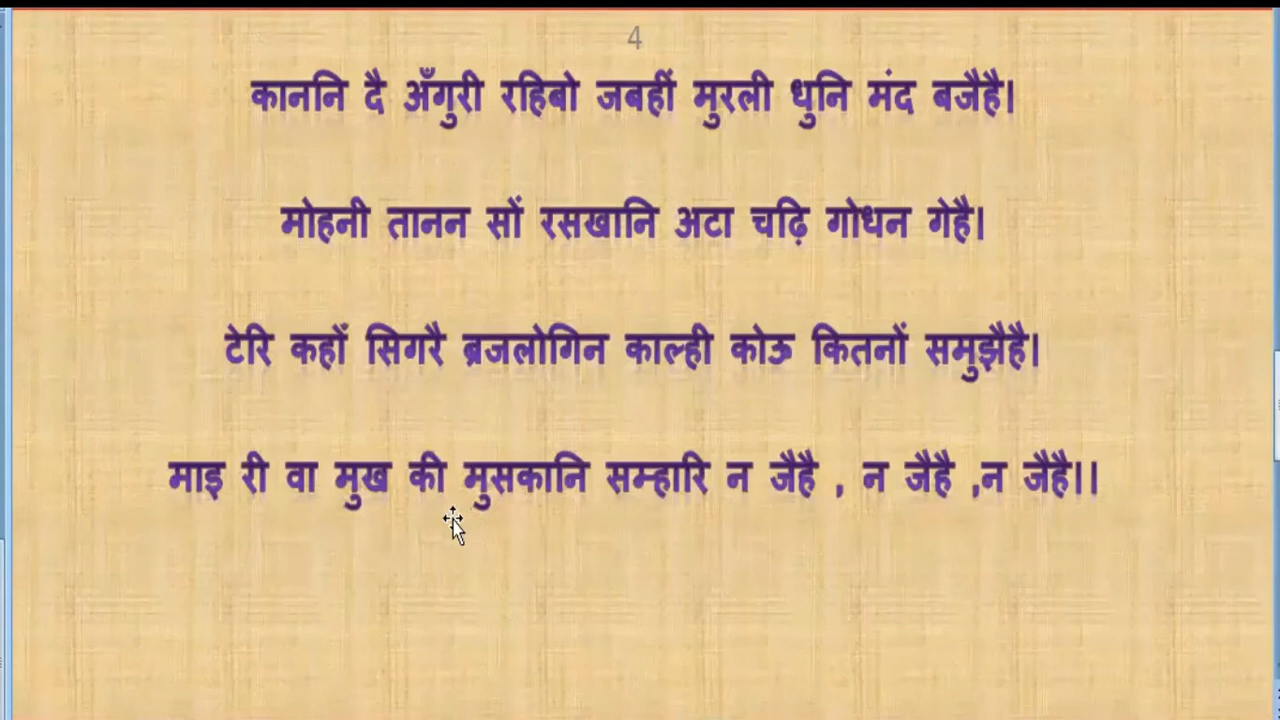 4
काननि दै अँगुरी रहिबो जबहीं मुरली धुनि मंद बजैहै।
मोहनी तानन सों रसखानि अटा चढ़ि गोधन गेहै।
टेरि कहों सिगरै ब्रजलोगिन काल्ही कोऊ कितनों समुझैहै।
माइ री वा मुख की मुसकानि सम्हारि न जैहै , न जैहै ,न जैहै।।